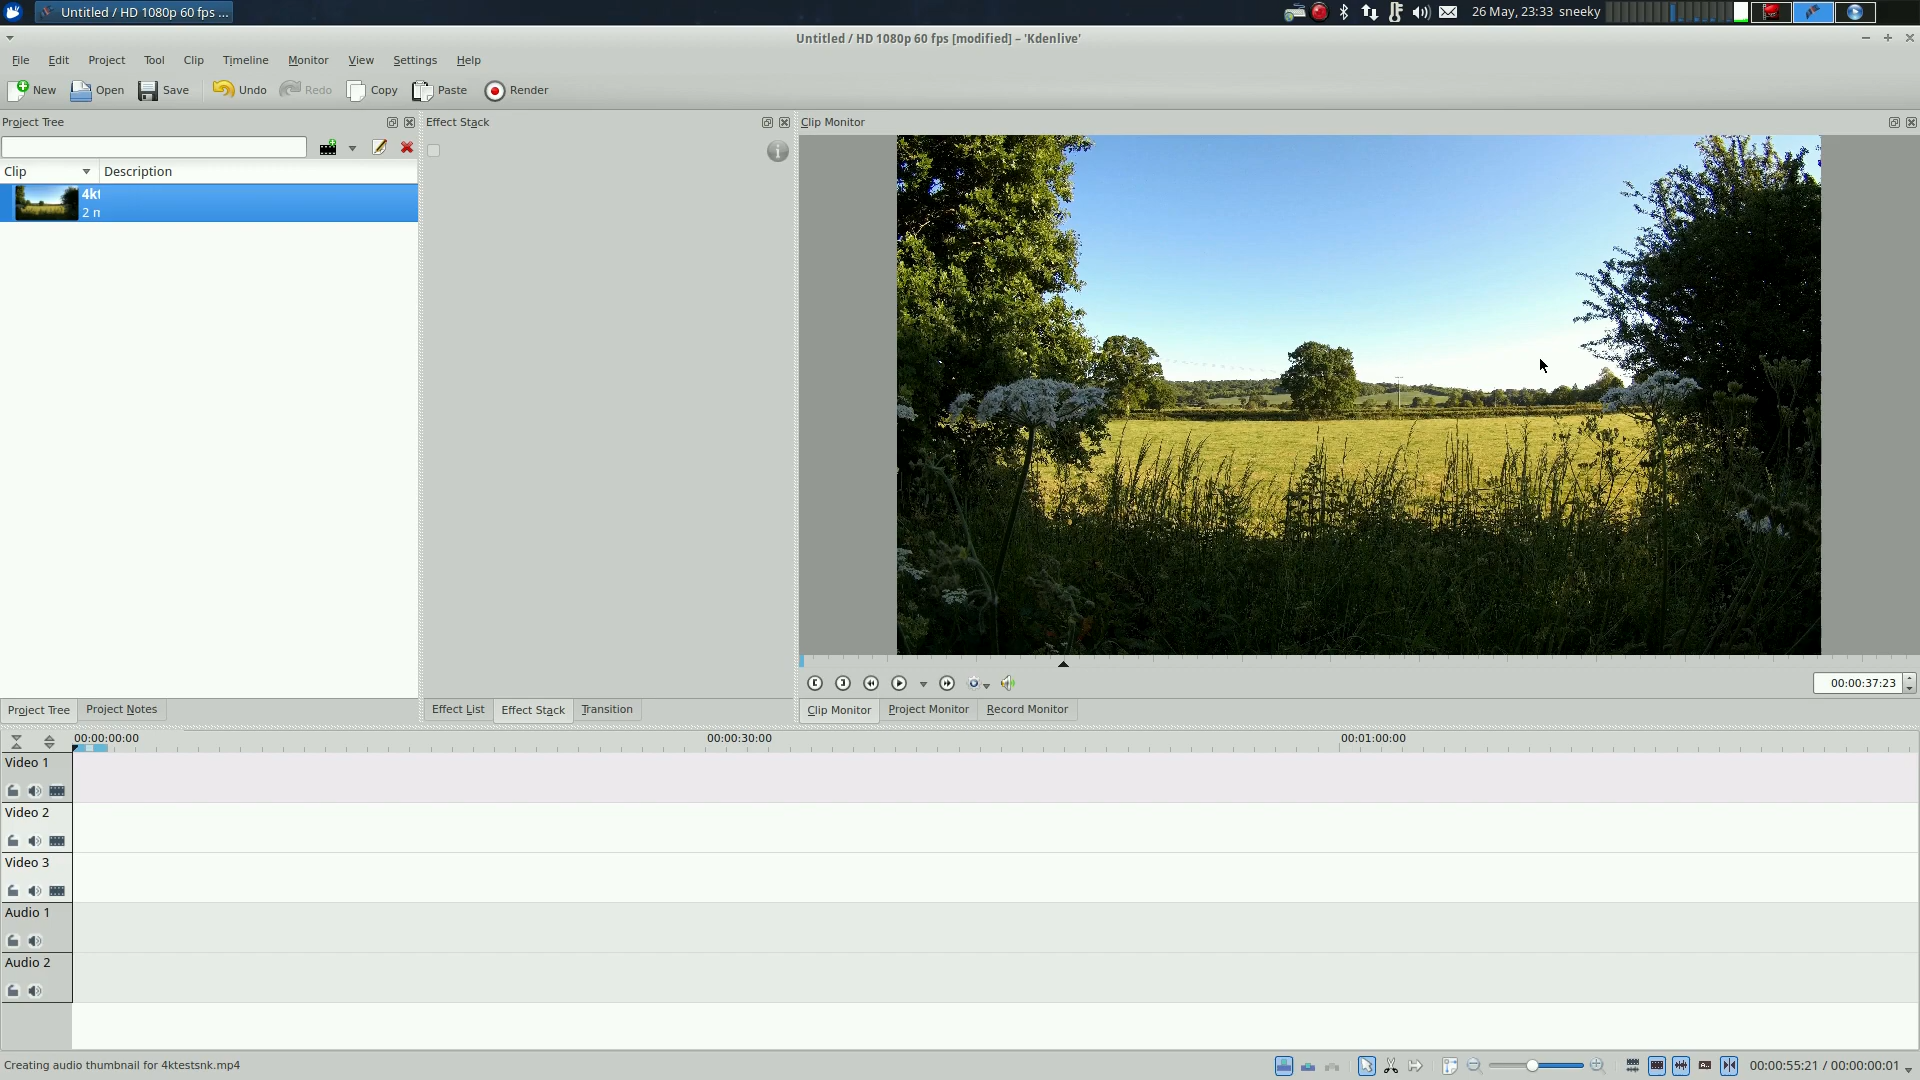 Untitled / HD 1080p 60 fps ...
26 May, 23:33 sneeky
Untitled / HD 1080p 60 fps [modified] – 'Kdenlive'
File Edit Project Tool Clip Timeline Monitor View Settings Help
New Open Save Undo Redo Copy Paste Render
Project Tree
Effect Stack
Clip Monitor
Clip Description
4kt
2 m
00:00:37:23
Project Tree Project Notes
Effect List Effect Stack Transition
Clip Monitor Project Monitor Record Monitor
00:00:00:00 00:00:30:00 00:01:00:00
Video 1
Video 2
Video 3
Audio 1
Audio 2
Creating audio thumbnail for 4ktestsnk.mp4
00:00:55:21 / 00:00:00:01